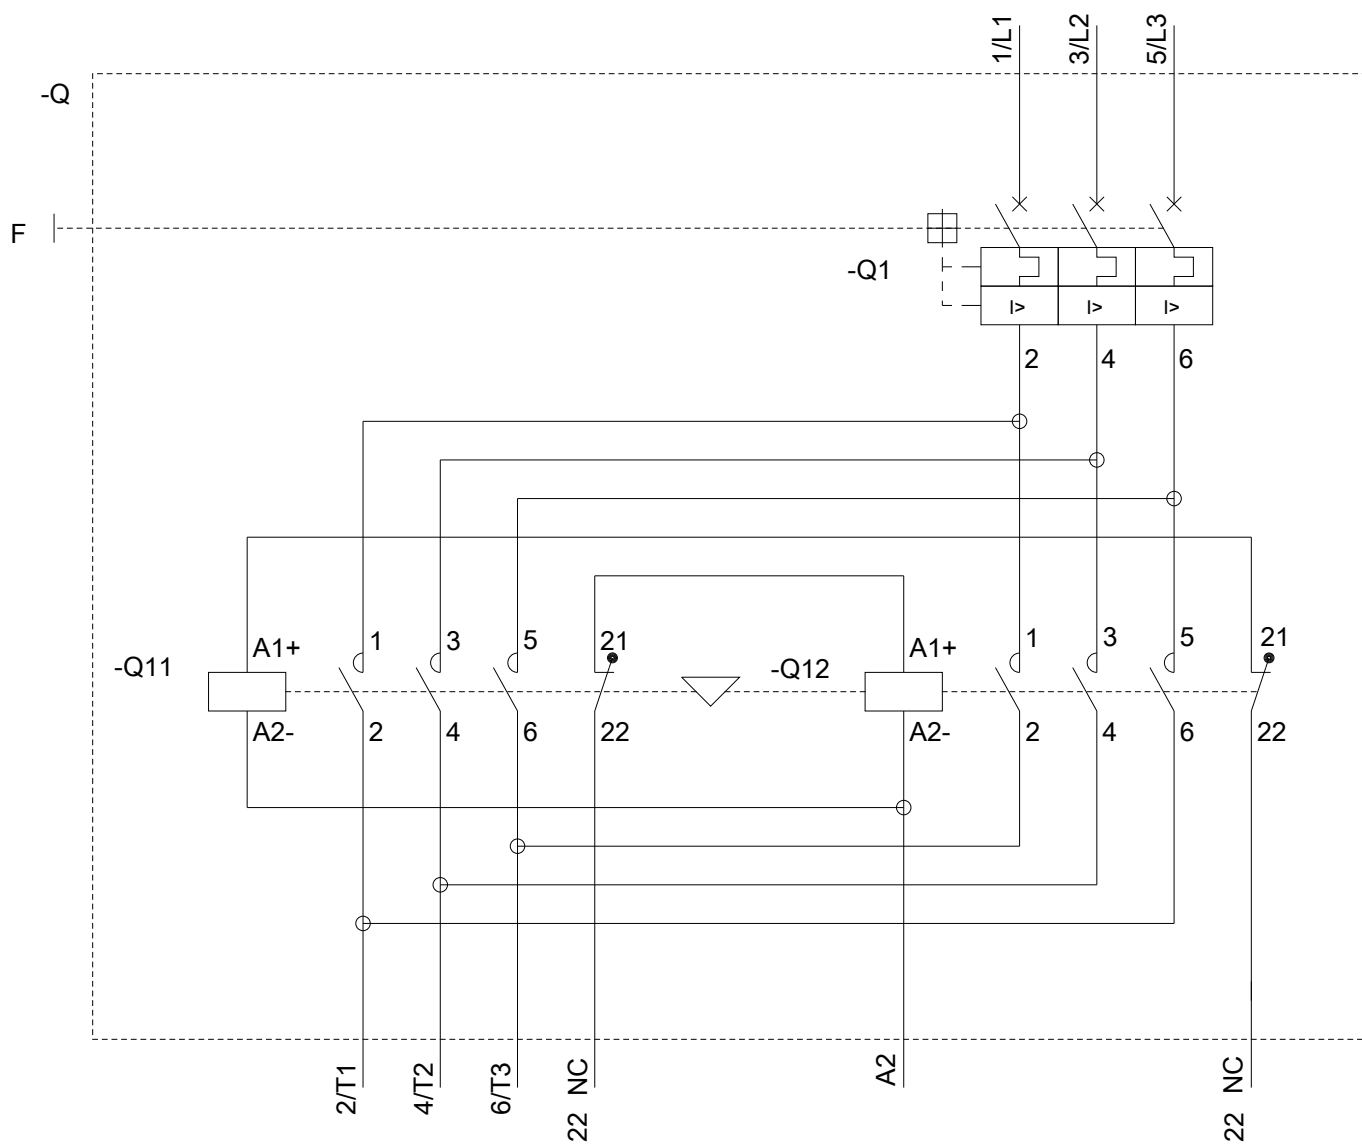 1/L1 3/L2 5/L3
-Q
F
-Q1
I> I> I>
2 4 6
1 3 5 21 1 3 5 21
A1+ A1+
-Q11 -Q12
A2- 2 4 6 22 A2- 2 4 6 22
2/T1 4/T2 6/T3 22 NC A2 22 NC